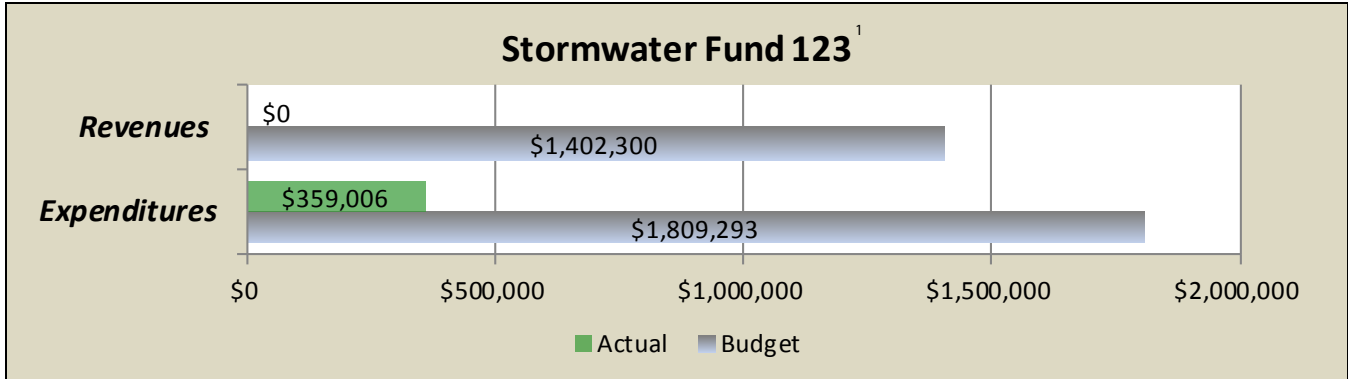 Stormwater Fund 123¹
Revenues
$0
$1,402,300
Expenditures
$359,006
$1,809,293
$0 $500,000 $1,000,000 $1,500,000 $2,000,000
Actual Budget